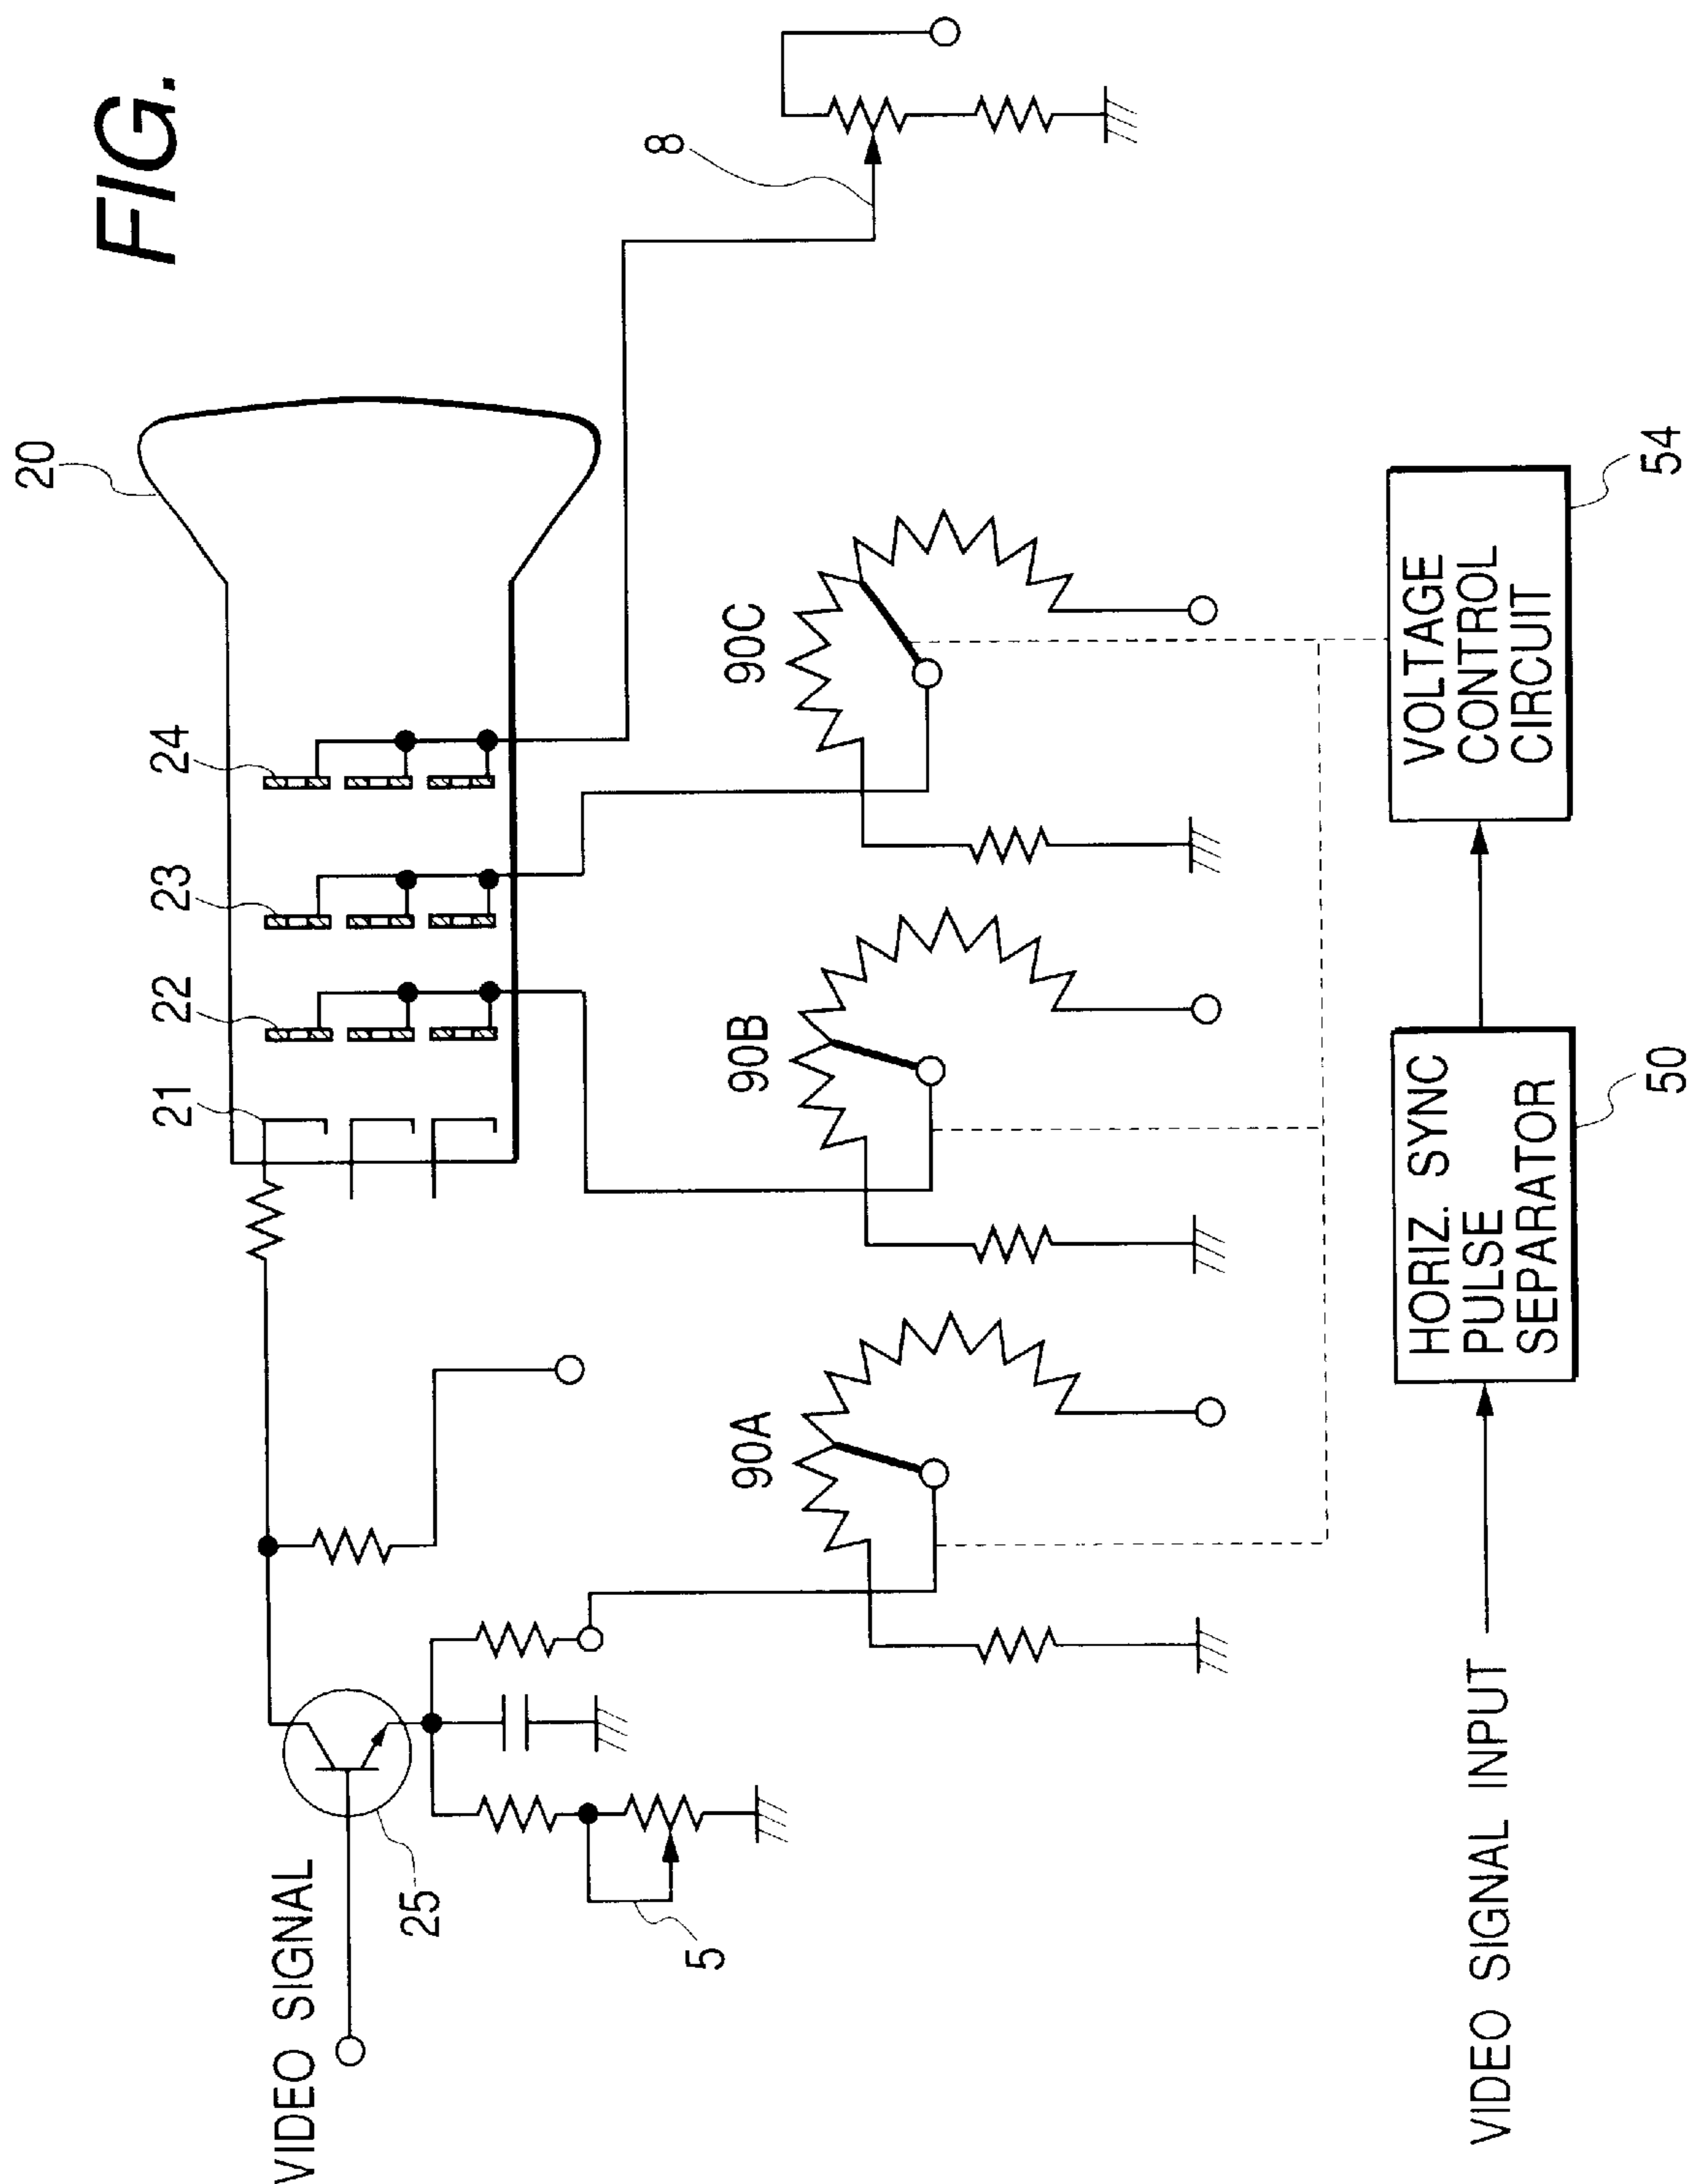 FIG.
20
24
23
22
21
8
VIDEO SIGNAL
25
5
90A
90B
90C
VIDEO SIGNAL INPUT
HORIZ. SYNC
PULSE
SEPARATOR
50
VOLTAGE
CONTROL
CIRCUIT
54